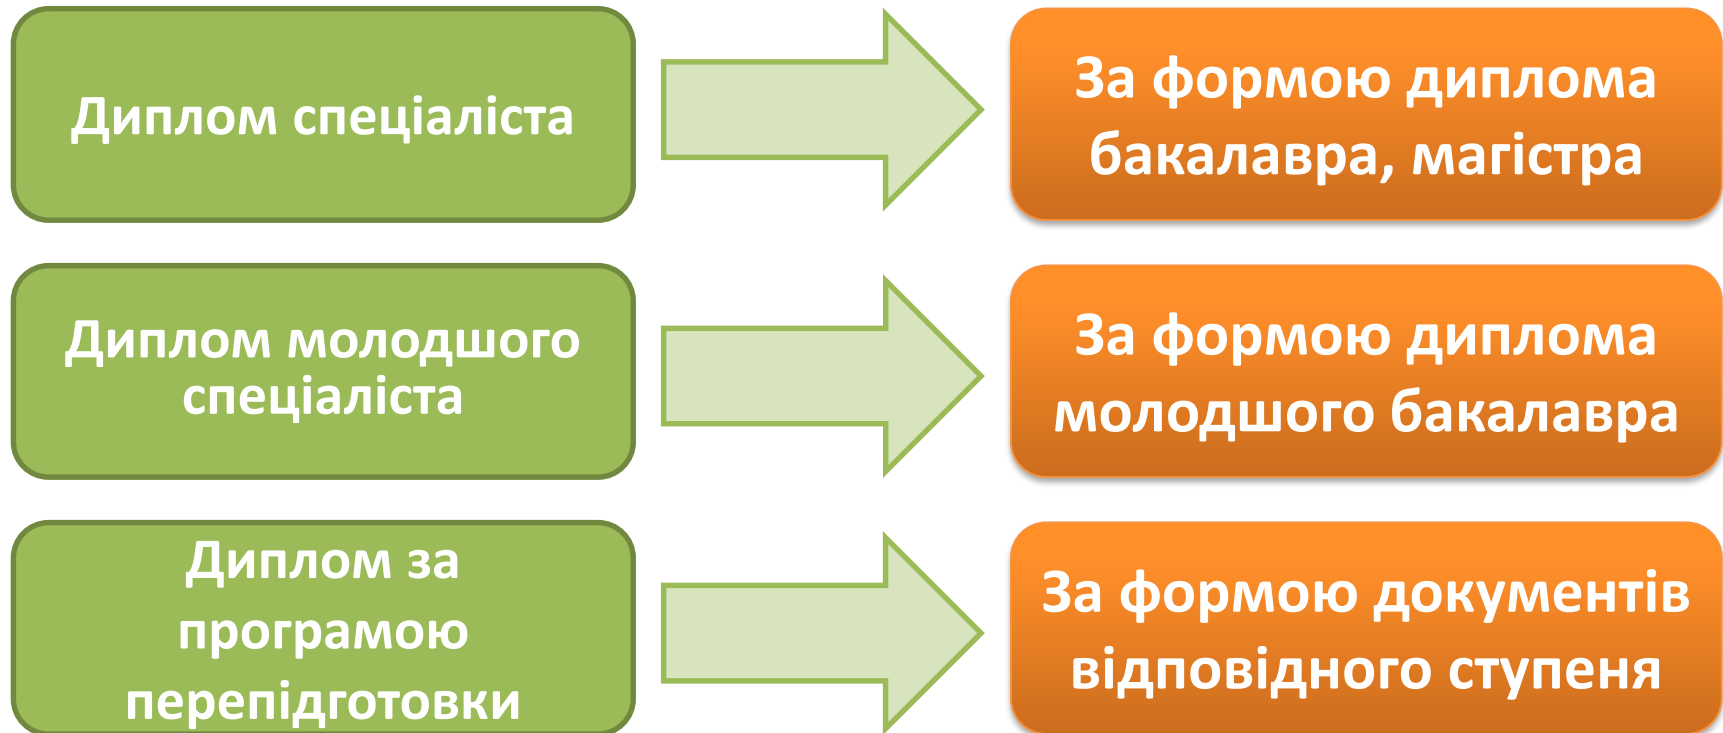 Диплом спеціаліста
За формою диплома
бакалавра, магістра
Диплом молодшого
спеціаліста
За формою диплома
молодшого бакалавра
Диплом за
програмою
перепідготовки
За формою документів
відповідного ступеня